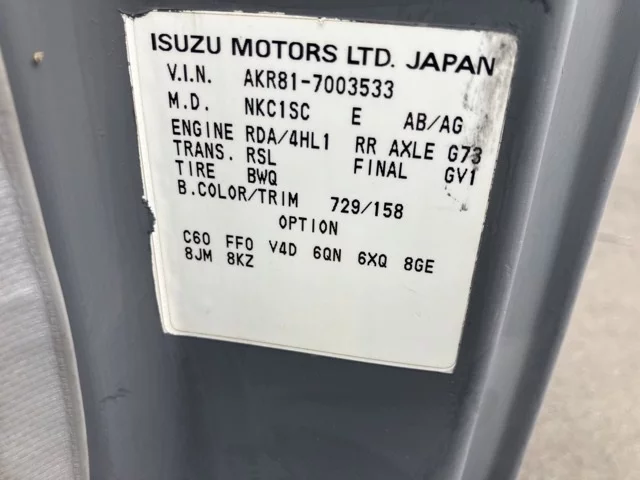 ISUZU MOTORS LTD. JAPAN
V.I.N. AKR81-7003533
M.D. NKC1SC E AB/AG
ENGINE RDA/4HL1 RR AXLE G73
TRANS. RSL FINAL GV1
TIRE BWQ
B.COLOR/TRIM 729/158
OPTION
C60 FF0 V4D 6QN 6XQ 8GE
8JM 8KZ